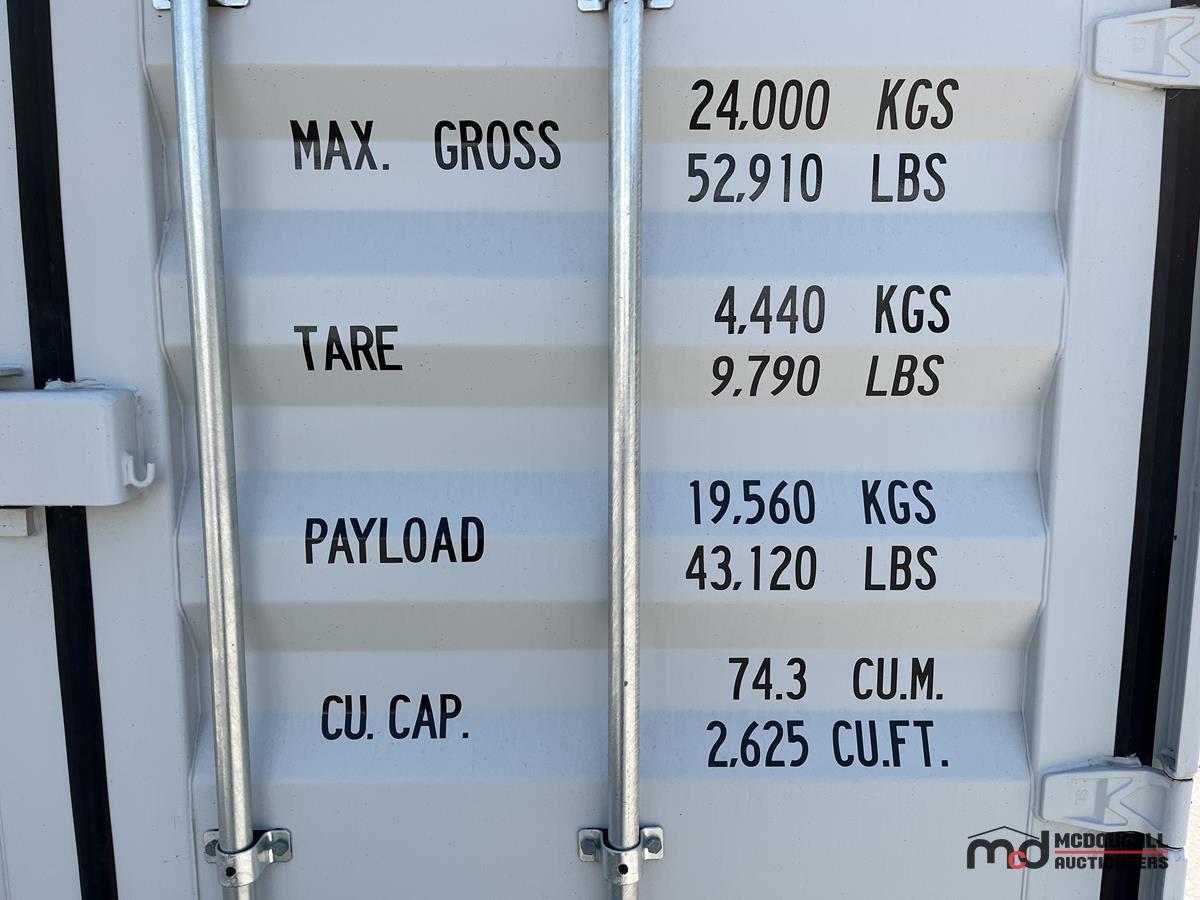 MAX. GROSS 24,000 KGS
52,910 LBS
TARE 4,440 KGS
9,790 LBS
PAYLOAD 19,560 KGS
43,120 LBS
CU. CAP. 74.3 CU.M.
2,625 CU.FT.
mcd MCDOUGALL
AUCTIONEERS